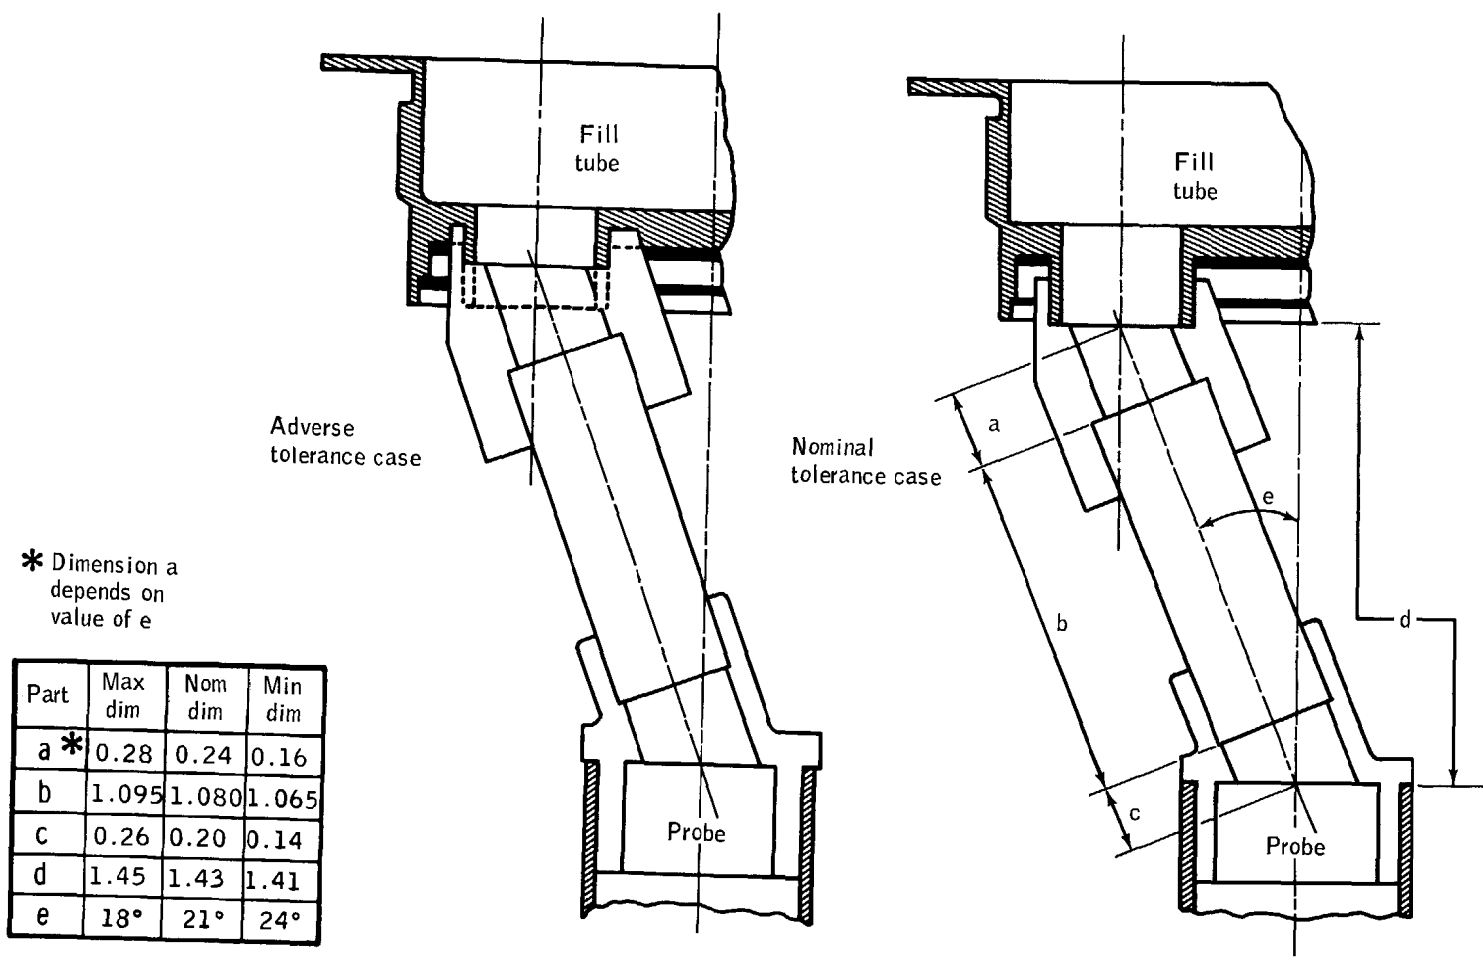 Fill
tube
Fill
tube
Adverse
tolerance case
Nominal
tolerance case
a
e
b
d
c
Probe
Probe
* Dimension a
depends on
value of e
Part Max dim Nom dim Min dim
a * 0.28 0.24 0.16
b 1.095 1.080 1.065
c 0.26 0.20 0.14
d 1.45 1.43 1.41
e 18° 21° 24°